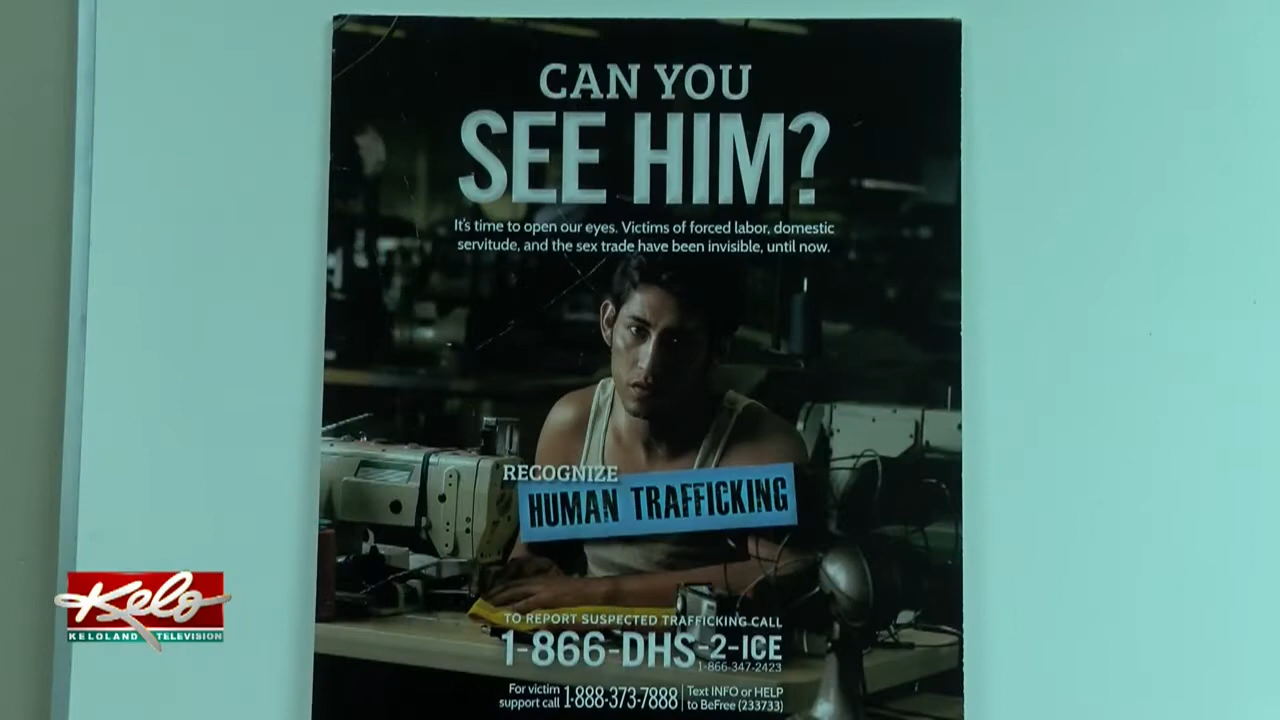 CAN YOU
SEE HIM?
It's time to open our eyes. Victims of forced labor, domestic
servitude, and the sex trade have been invisible, until now.
RECOGNIZE
HUMAN TRAFFICKING
TO REPORT SUSPECTED TRAFFICKING CALL
1-866-DHS-2-ICE
1-866-347-2423
For victim
support call
1-888-373-7888
Text INFO or HELP
to BeFree (233733)
Kelo
KELOLAND TELEVISION